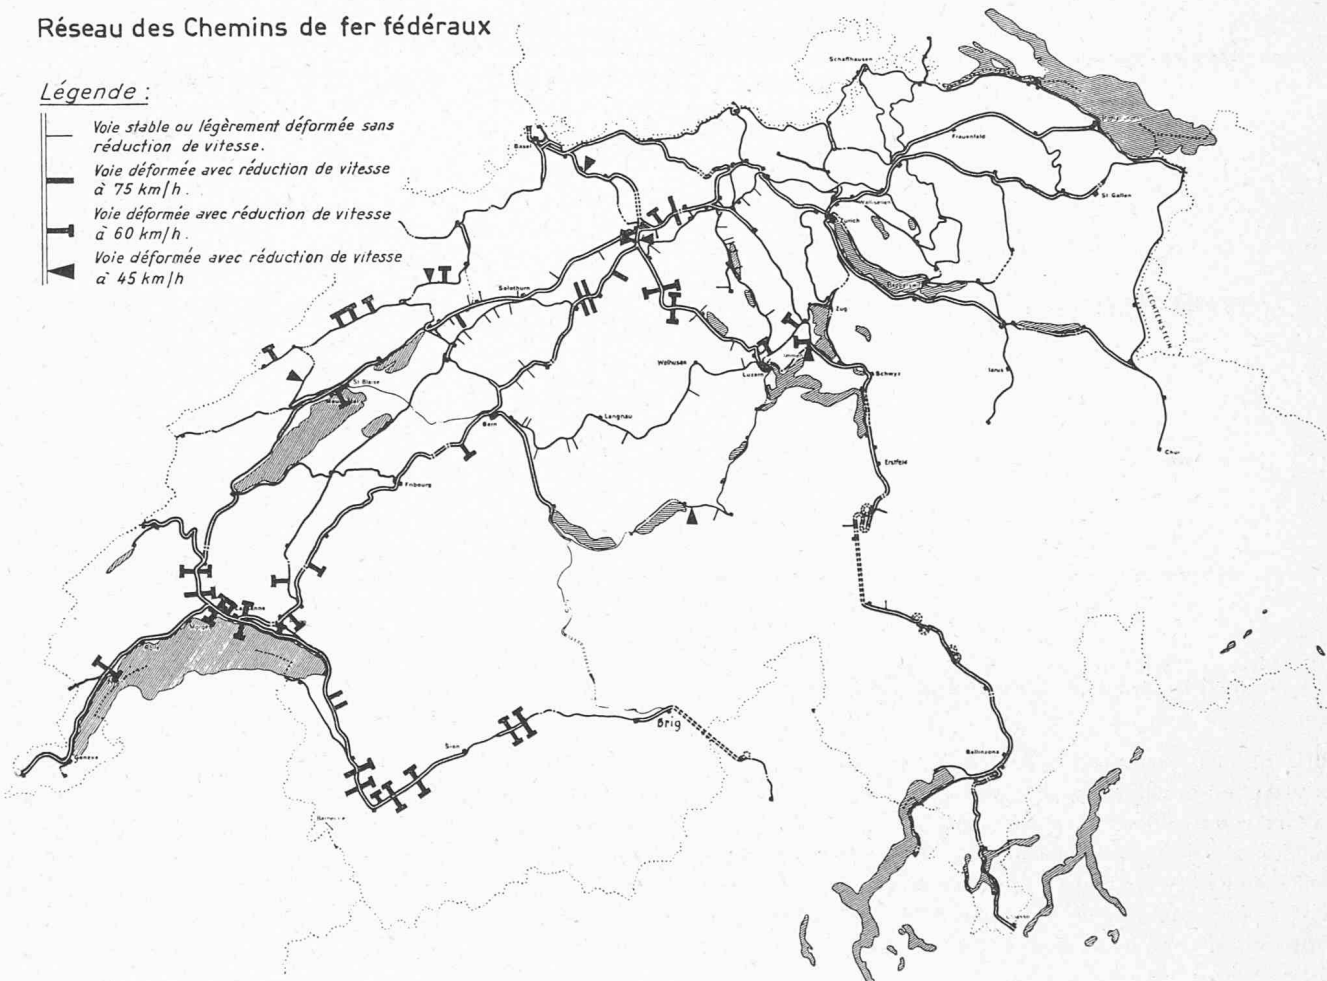 Réseau des Chemins de fer fédéraux
Légende :
Voie stable ou légèrement déformée sans
réduction de vitesse.
Voie déformée avec réduction de vitesse
à 75 km/h.
Voie déformée avec réduction de vitesse
à 60 km/h.
Voie déformée avec réduction de vitesse
à 45 km/h
Schaffhausen
Basel
Frauenfeld
St Gallen
Zürich
Solothurn
Zug
LIECHTENSTEIN
Wolhusen
Luzern
Schwyz
St Blaise
Langnau
Bern
Chur
Erstfeld
Fribourg
Brig
Sion
Bellinzona
Genève